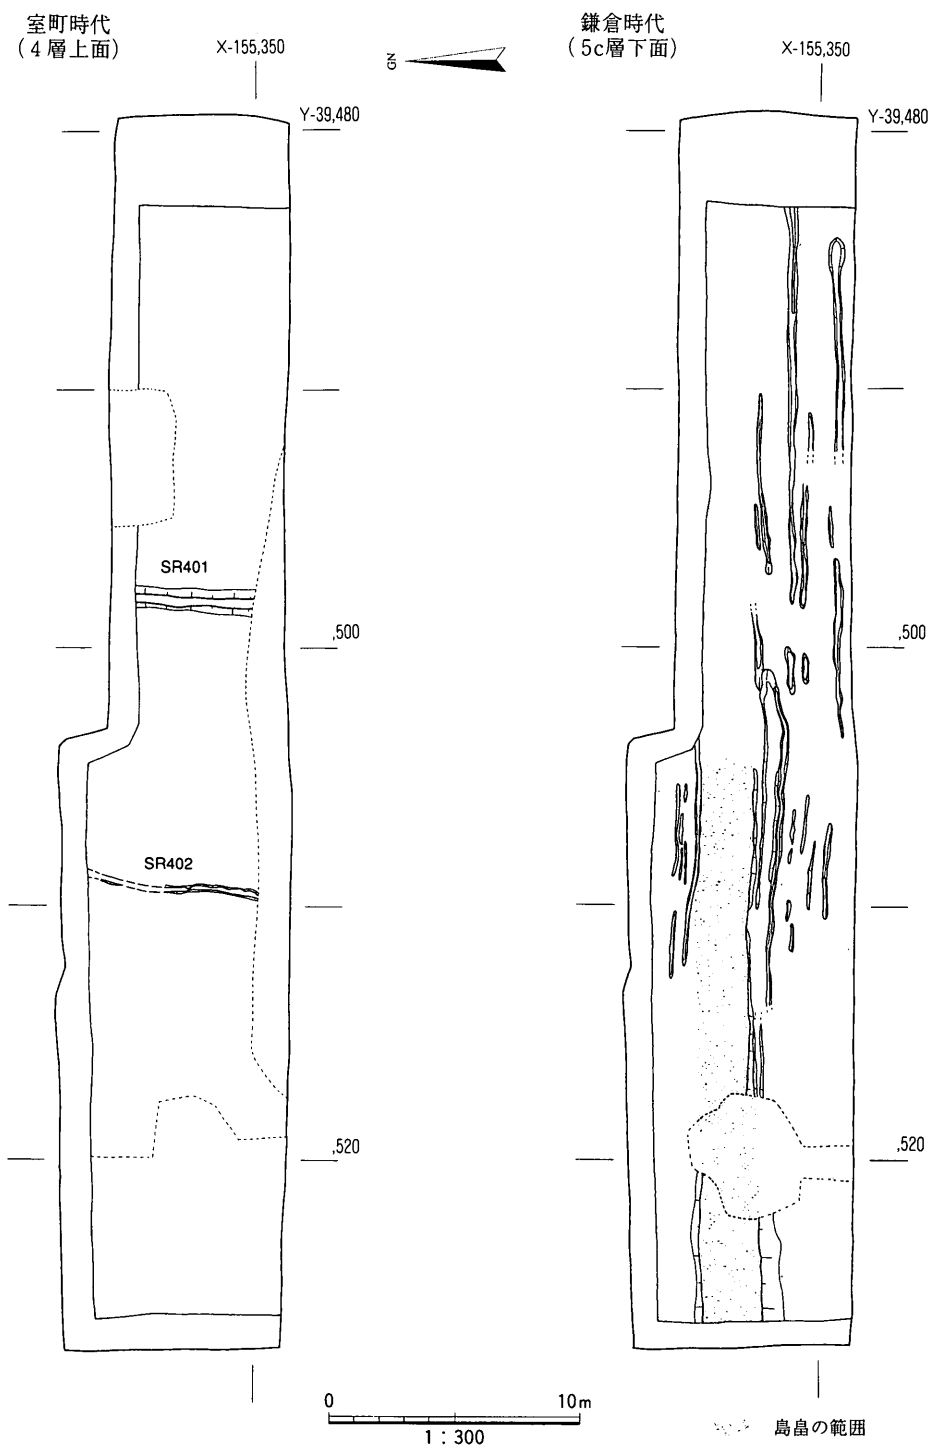 室町時代
(4層上面)
X-155,350
Y-39,480
SR401
,500
SR402
,520
GN
鎌倉時代
(5c層下面)
X-155,350
Y-39,480
,500
,520
0 10m
1:300
島畠の範囲